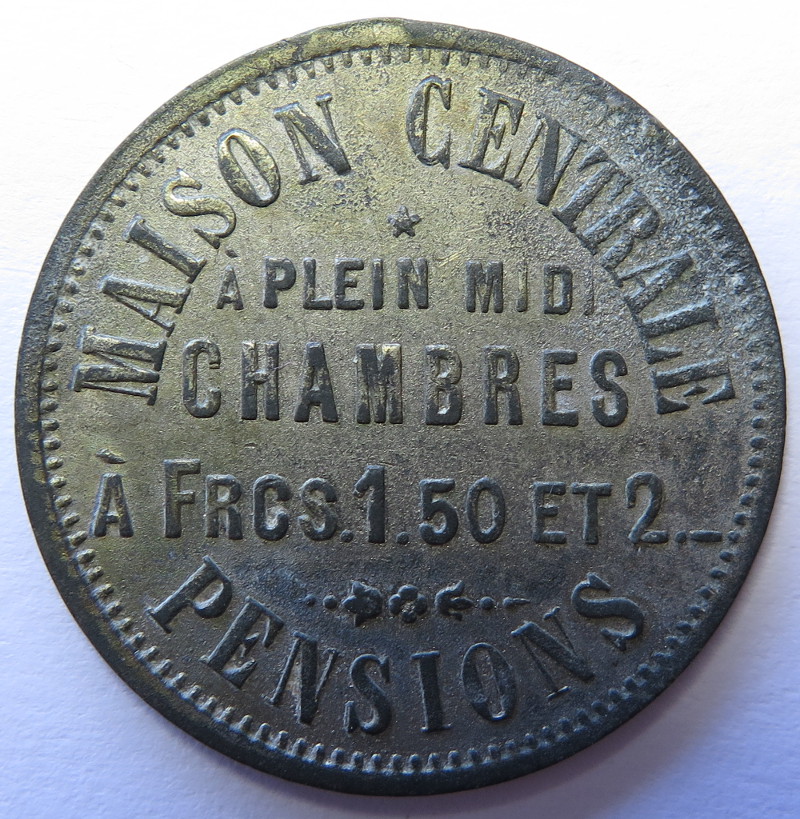 MAISON CENTRALE
À PLEIN MIDI
CHAMBRES
À FRCS.1.50 ET 2.–
PENSIONS